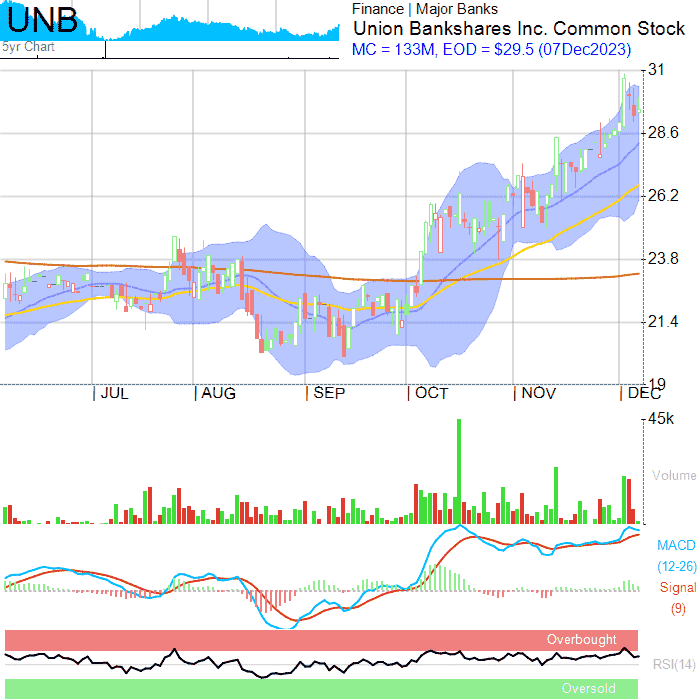 UNB
5yr Chart
Finance | Major Banks
Union Bankshares Inc. Common Stock
MC = 133M, EOD = $29.5 (07Dec2023)
31
28.6
26.2
23.8
21.4
19
JUL AUG SEP OCT NOV DEC
45k
Volume
MACD
(12-26)
Signal
(9)
Overbought
RSI(14)
Oversold